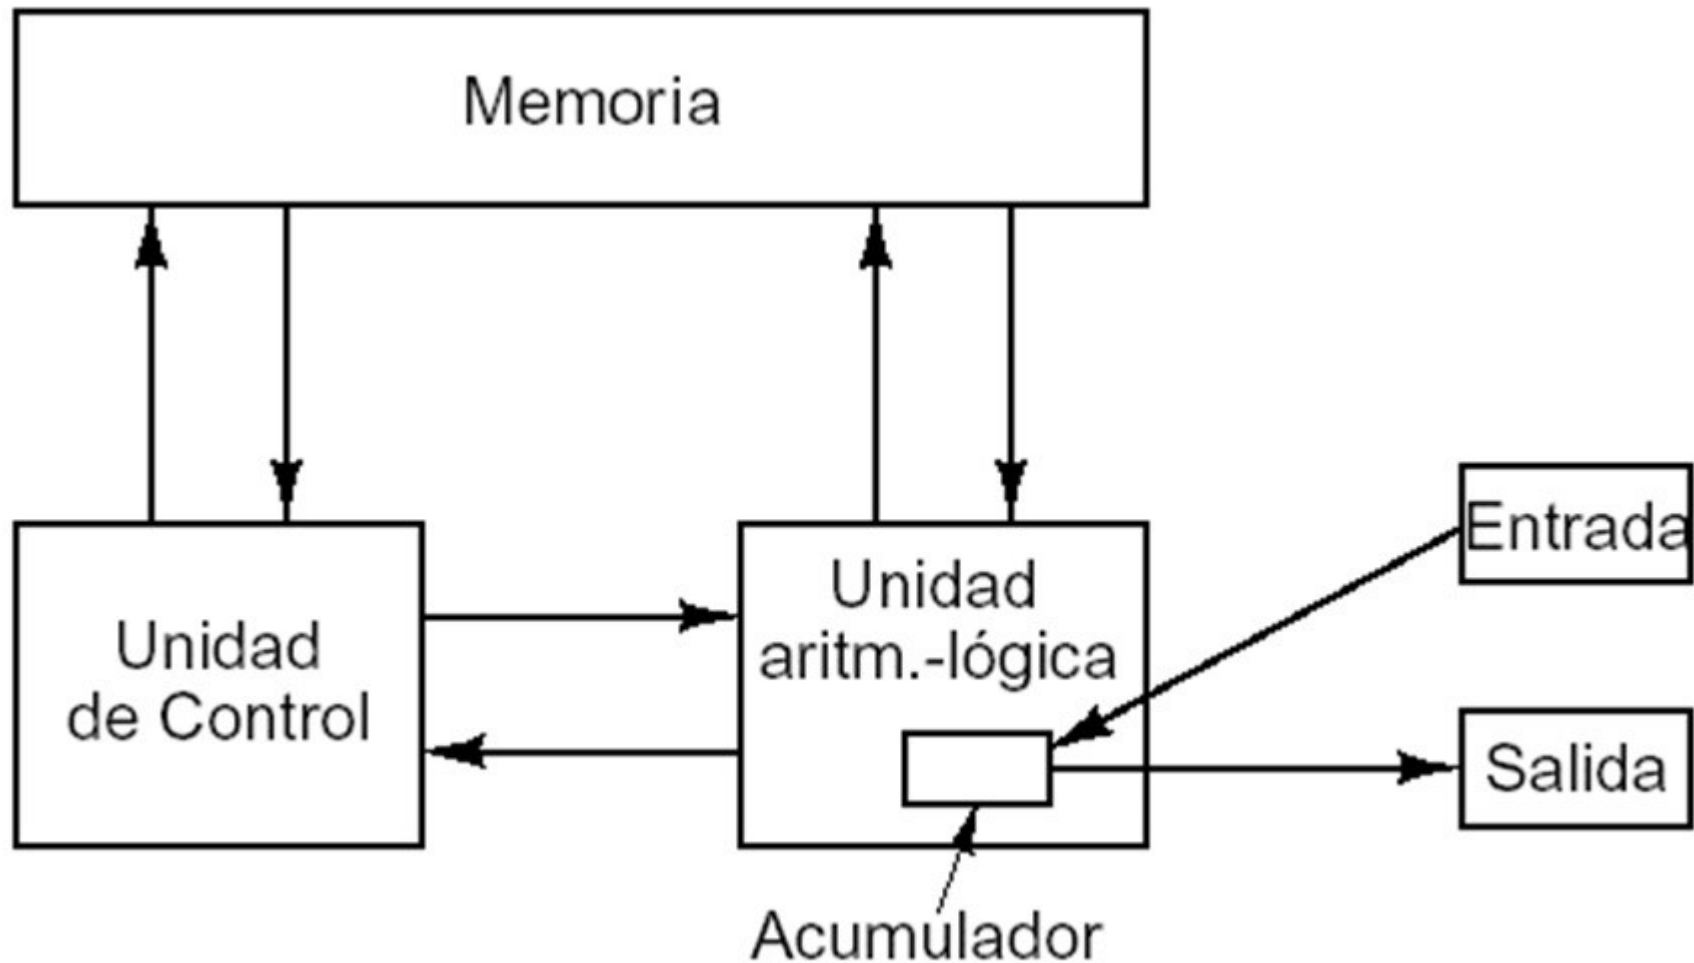 Memoria
Unidad
de Control
Unidad
aritm.-lógica
Entrada
Salida
Acumulador